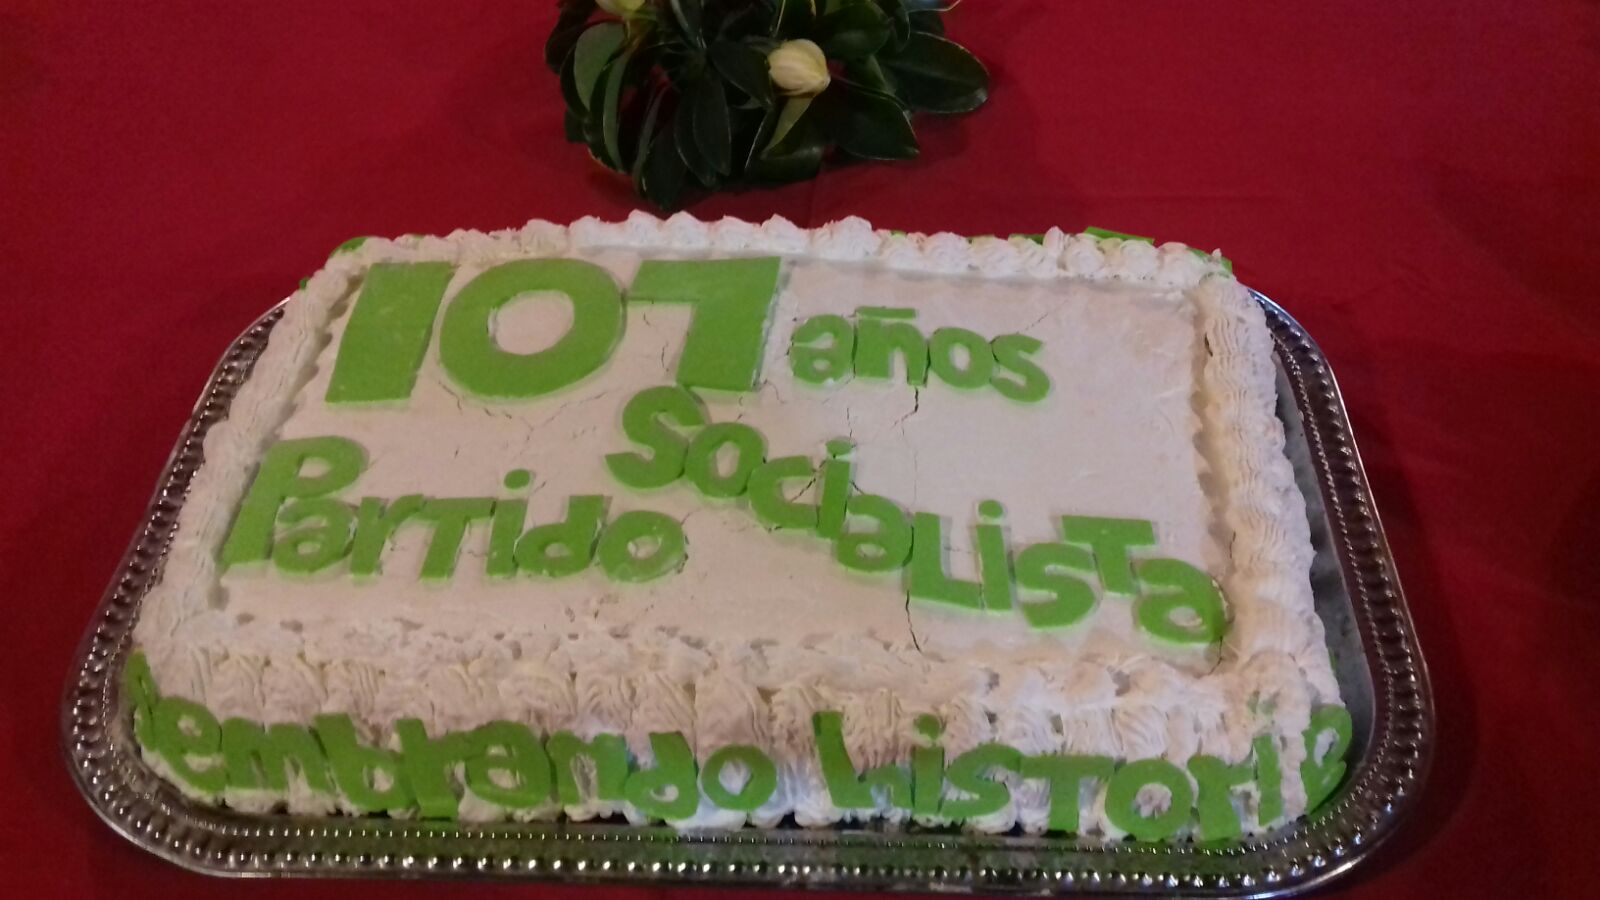 107 años
Partido Socialista
Sembrando historia